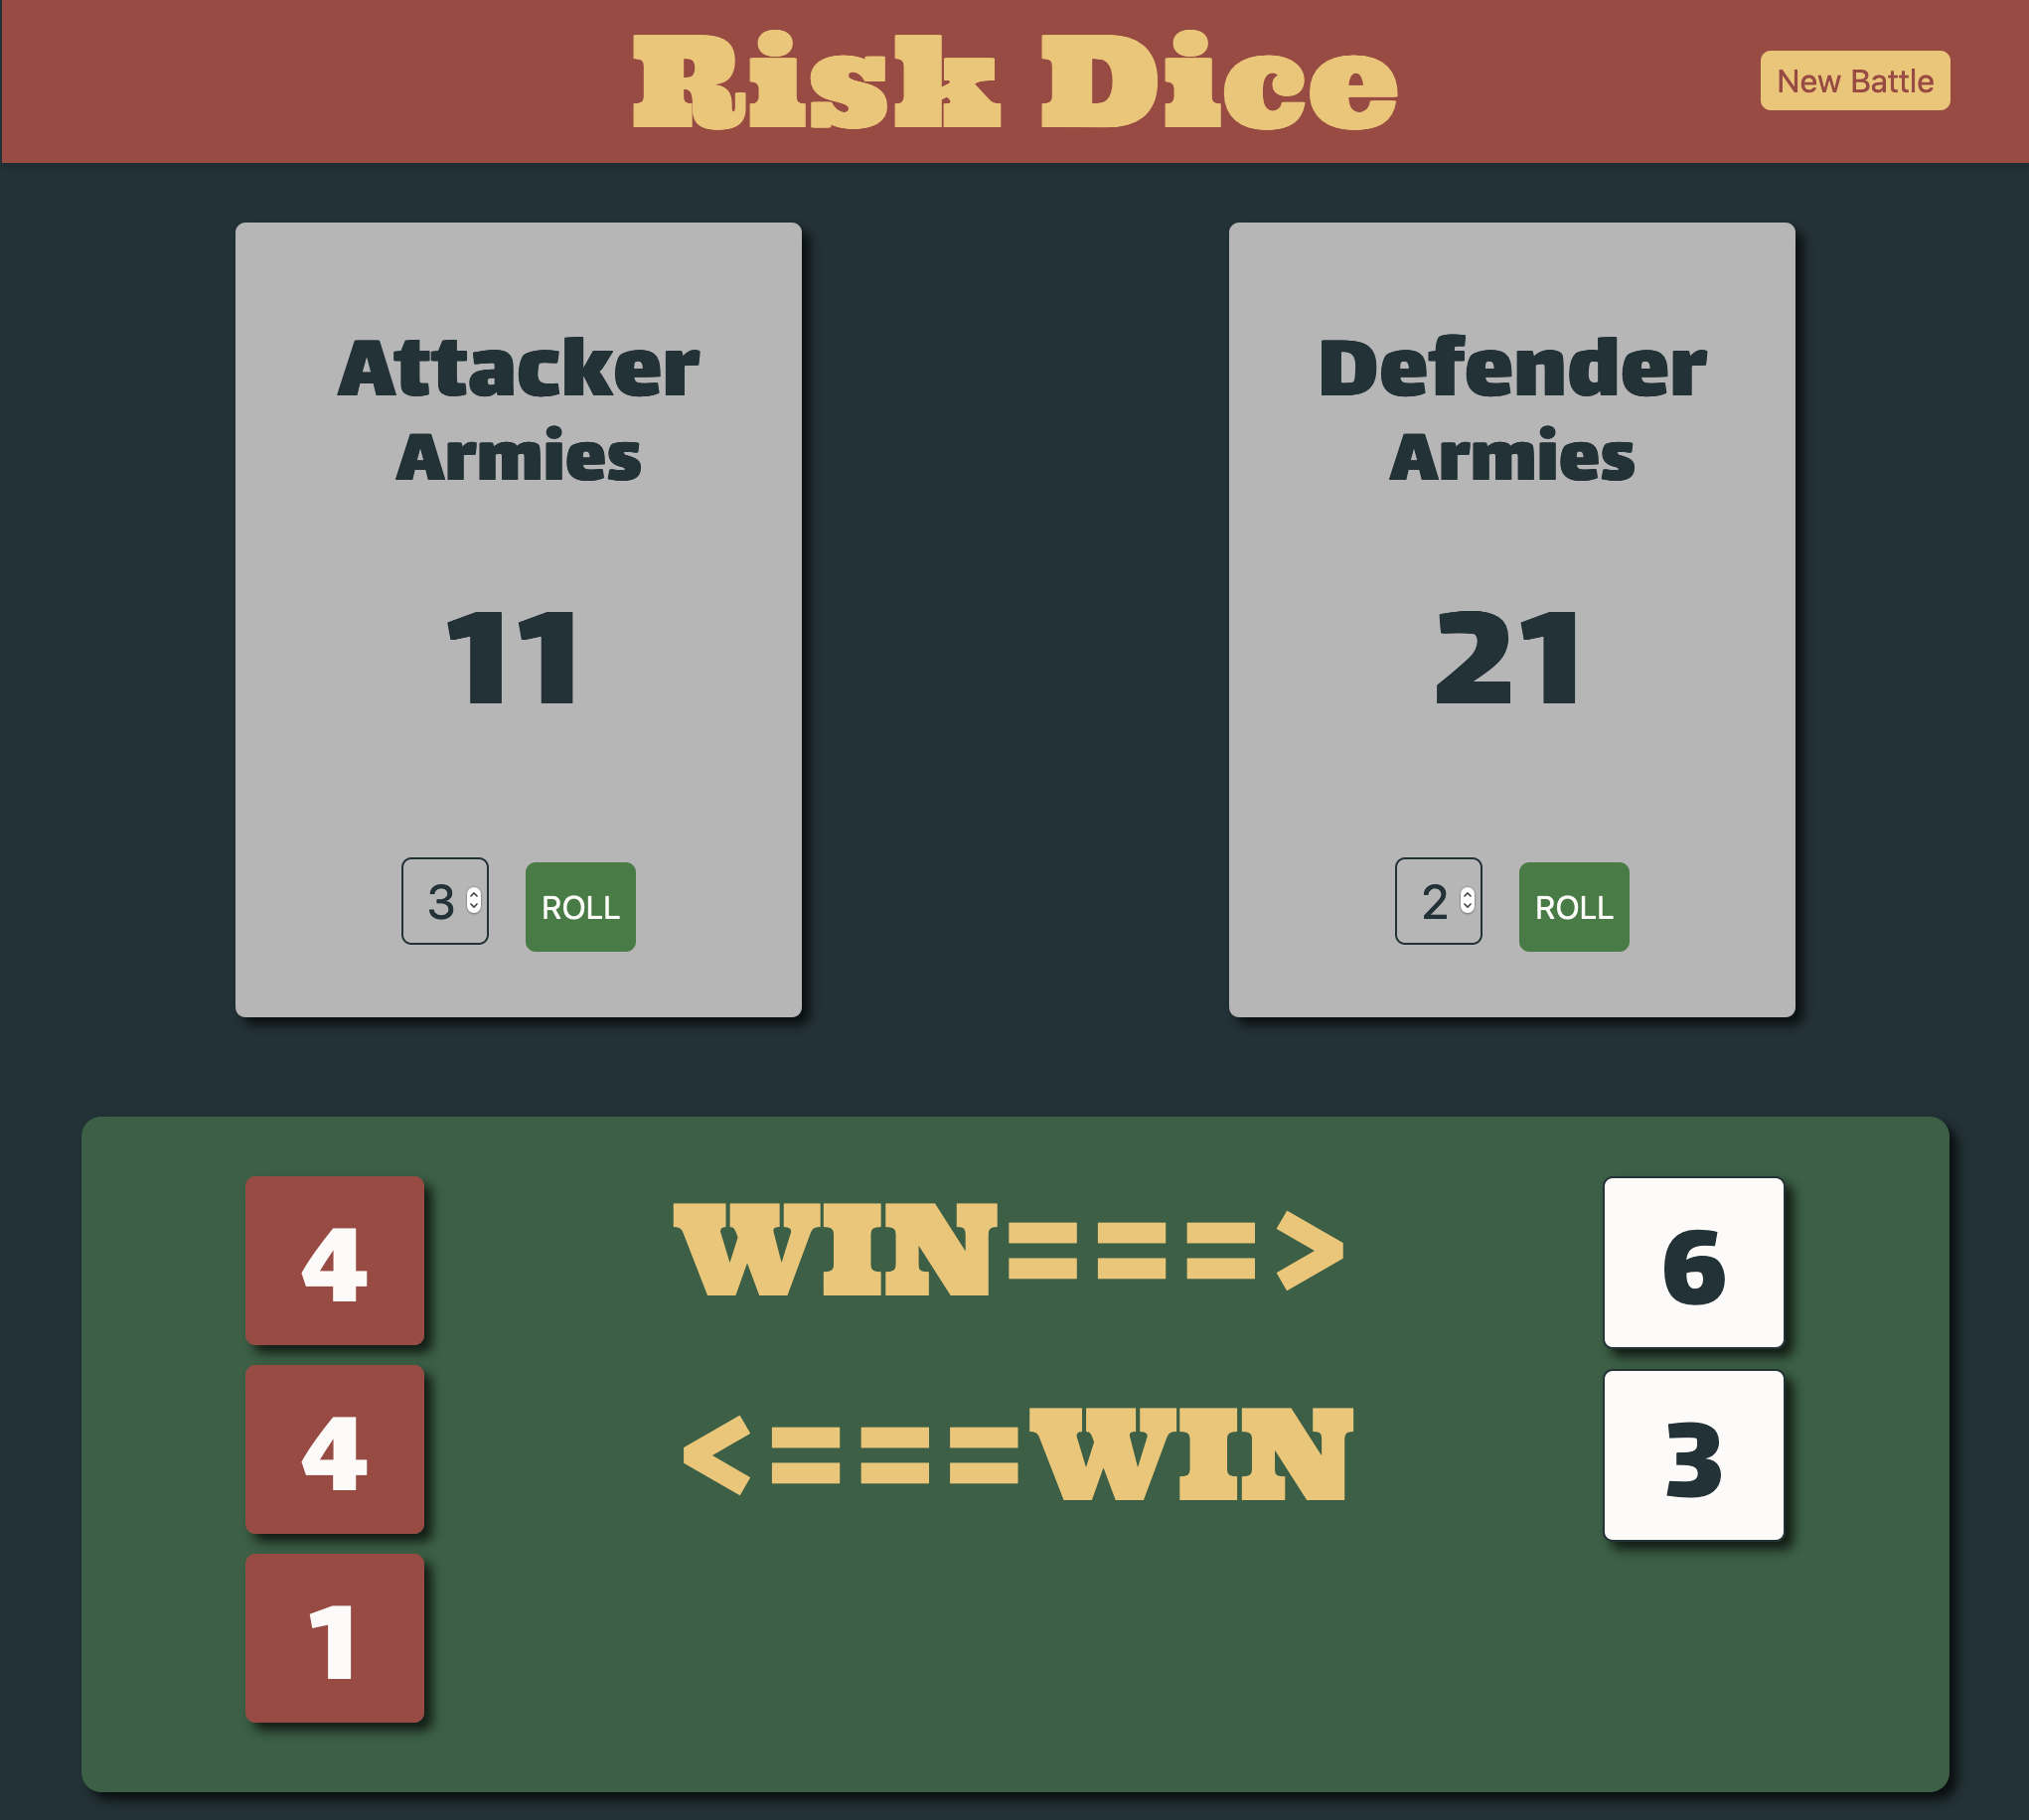 Risk Dice
New Battle
Attacker
Armies
11
3
ROLL
Defender
Armies
21
2
ROLL
4
WIN===>
6
4
<===WIN
3
1